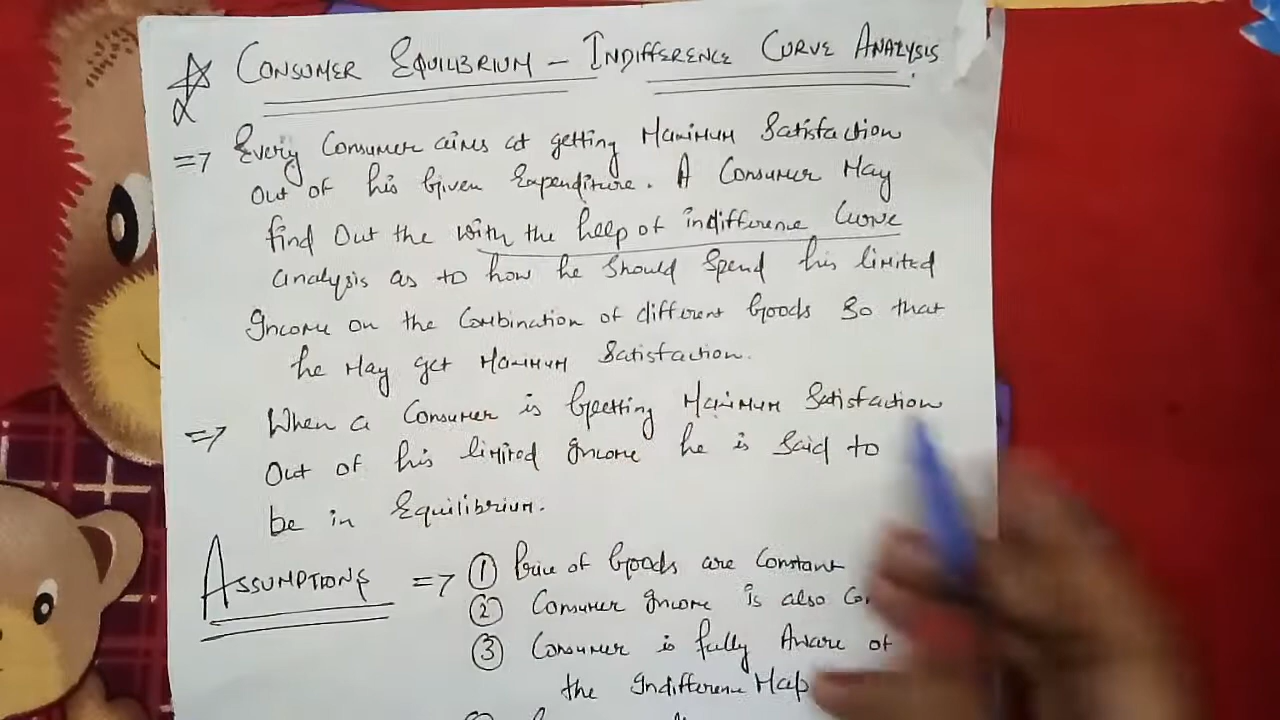 CONSUMER EQUILIBRIUM - INDIFFERENCE CURVE ANALYSIS
=> Every Consumer aims at getting Maximum Satisfaction
out of his Given Expenditure. A Consumer May
find Out the with the help of indifference Curve
analysis as to how he should Spend his limited
Income on the Combination of different Goods So that
he May get Maximum Satisfaction.
=> When a Consumer is Getting Maximum Satisfaction
Out of his limited Income he is Said to
be in Equilibrium.
ASSUMPTIONS => ① Price of Goods are Constant
② Consumer Income is also
③ Consumer is fully Aware of
the Indifference Map